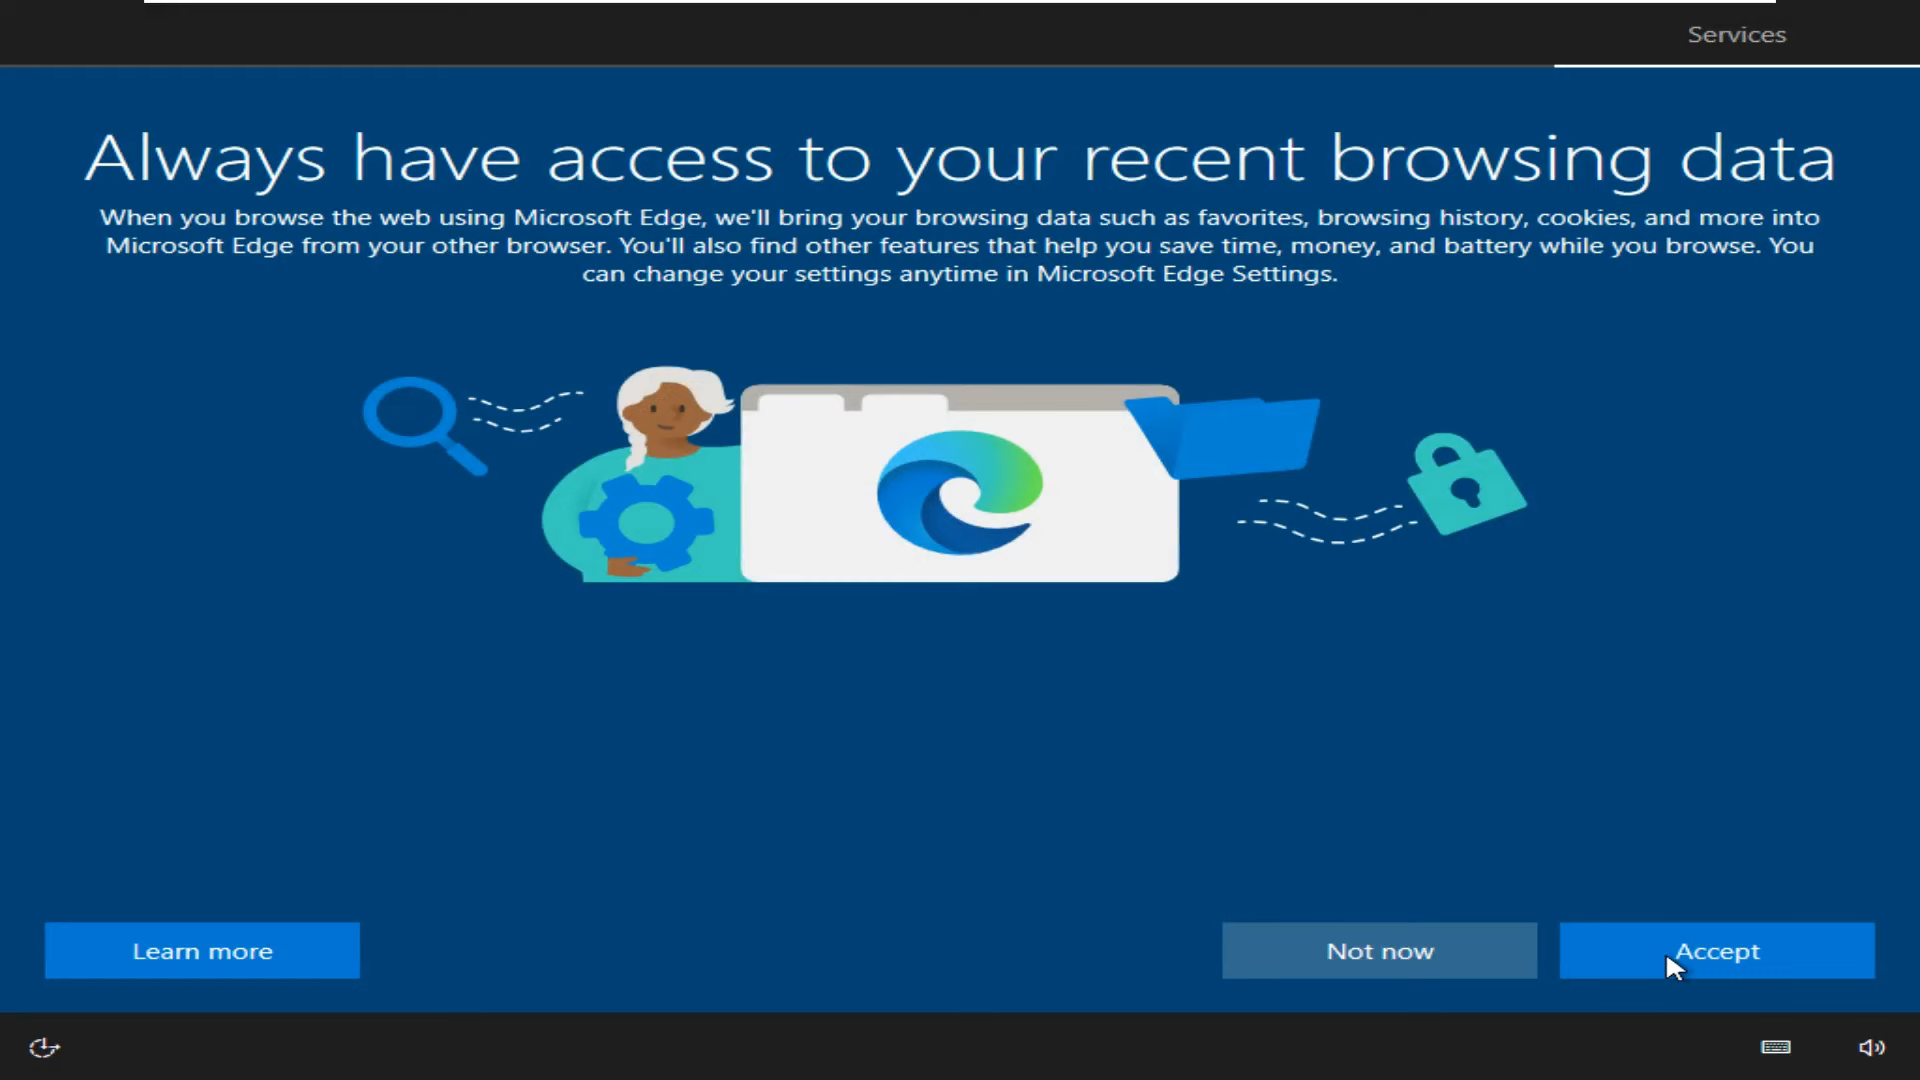 Services
Always have access to your recent browsing data
When you browse the web using Microsoft Edge, we'll bring your browsing data such as favorites, browsing history, cookies, and more into
Microsoft Edge from your other browser. You'll also find other features that help you save time, money, and battery while you browse. You
can change your settings anytime in Microsoft Edge Settings.
Learn more
Not now
Accept